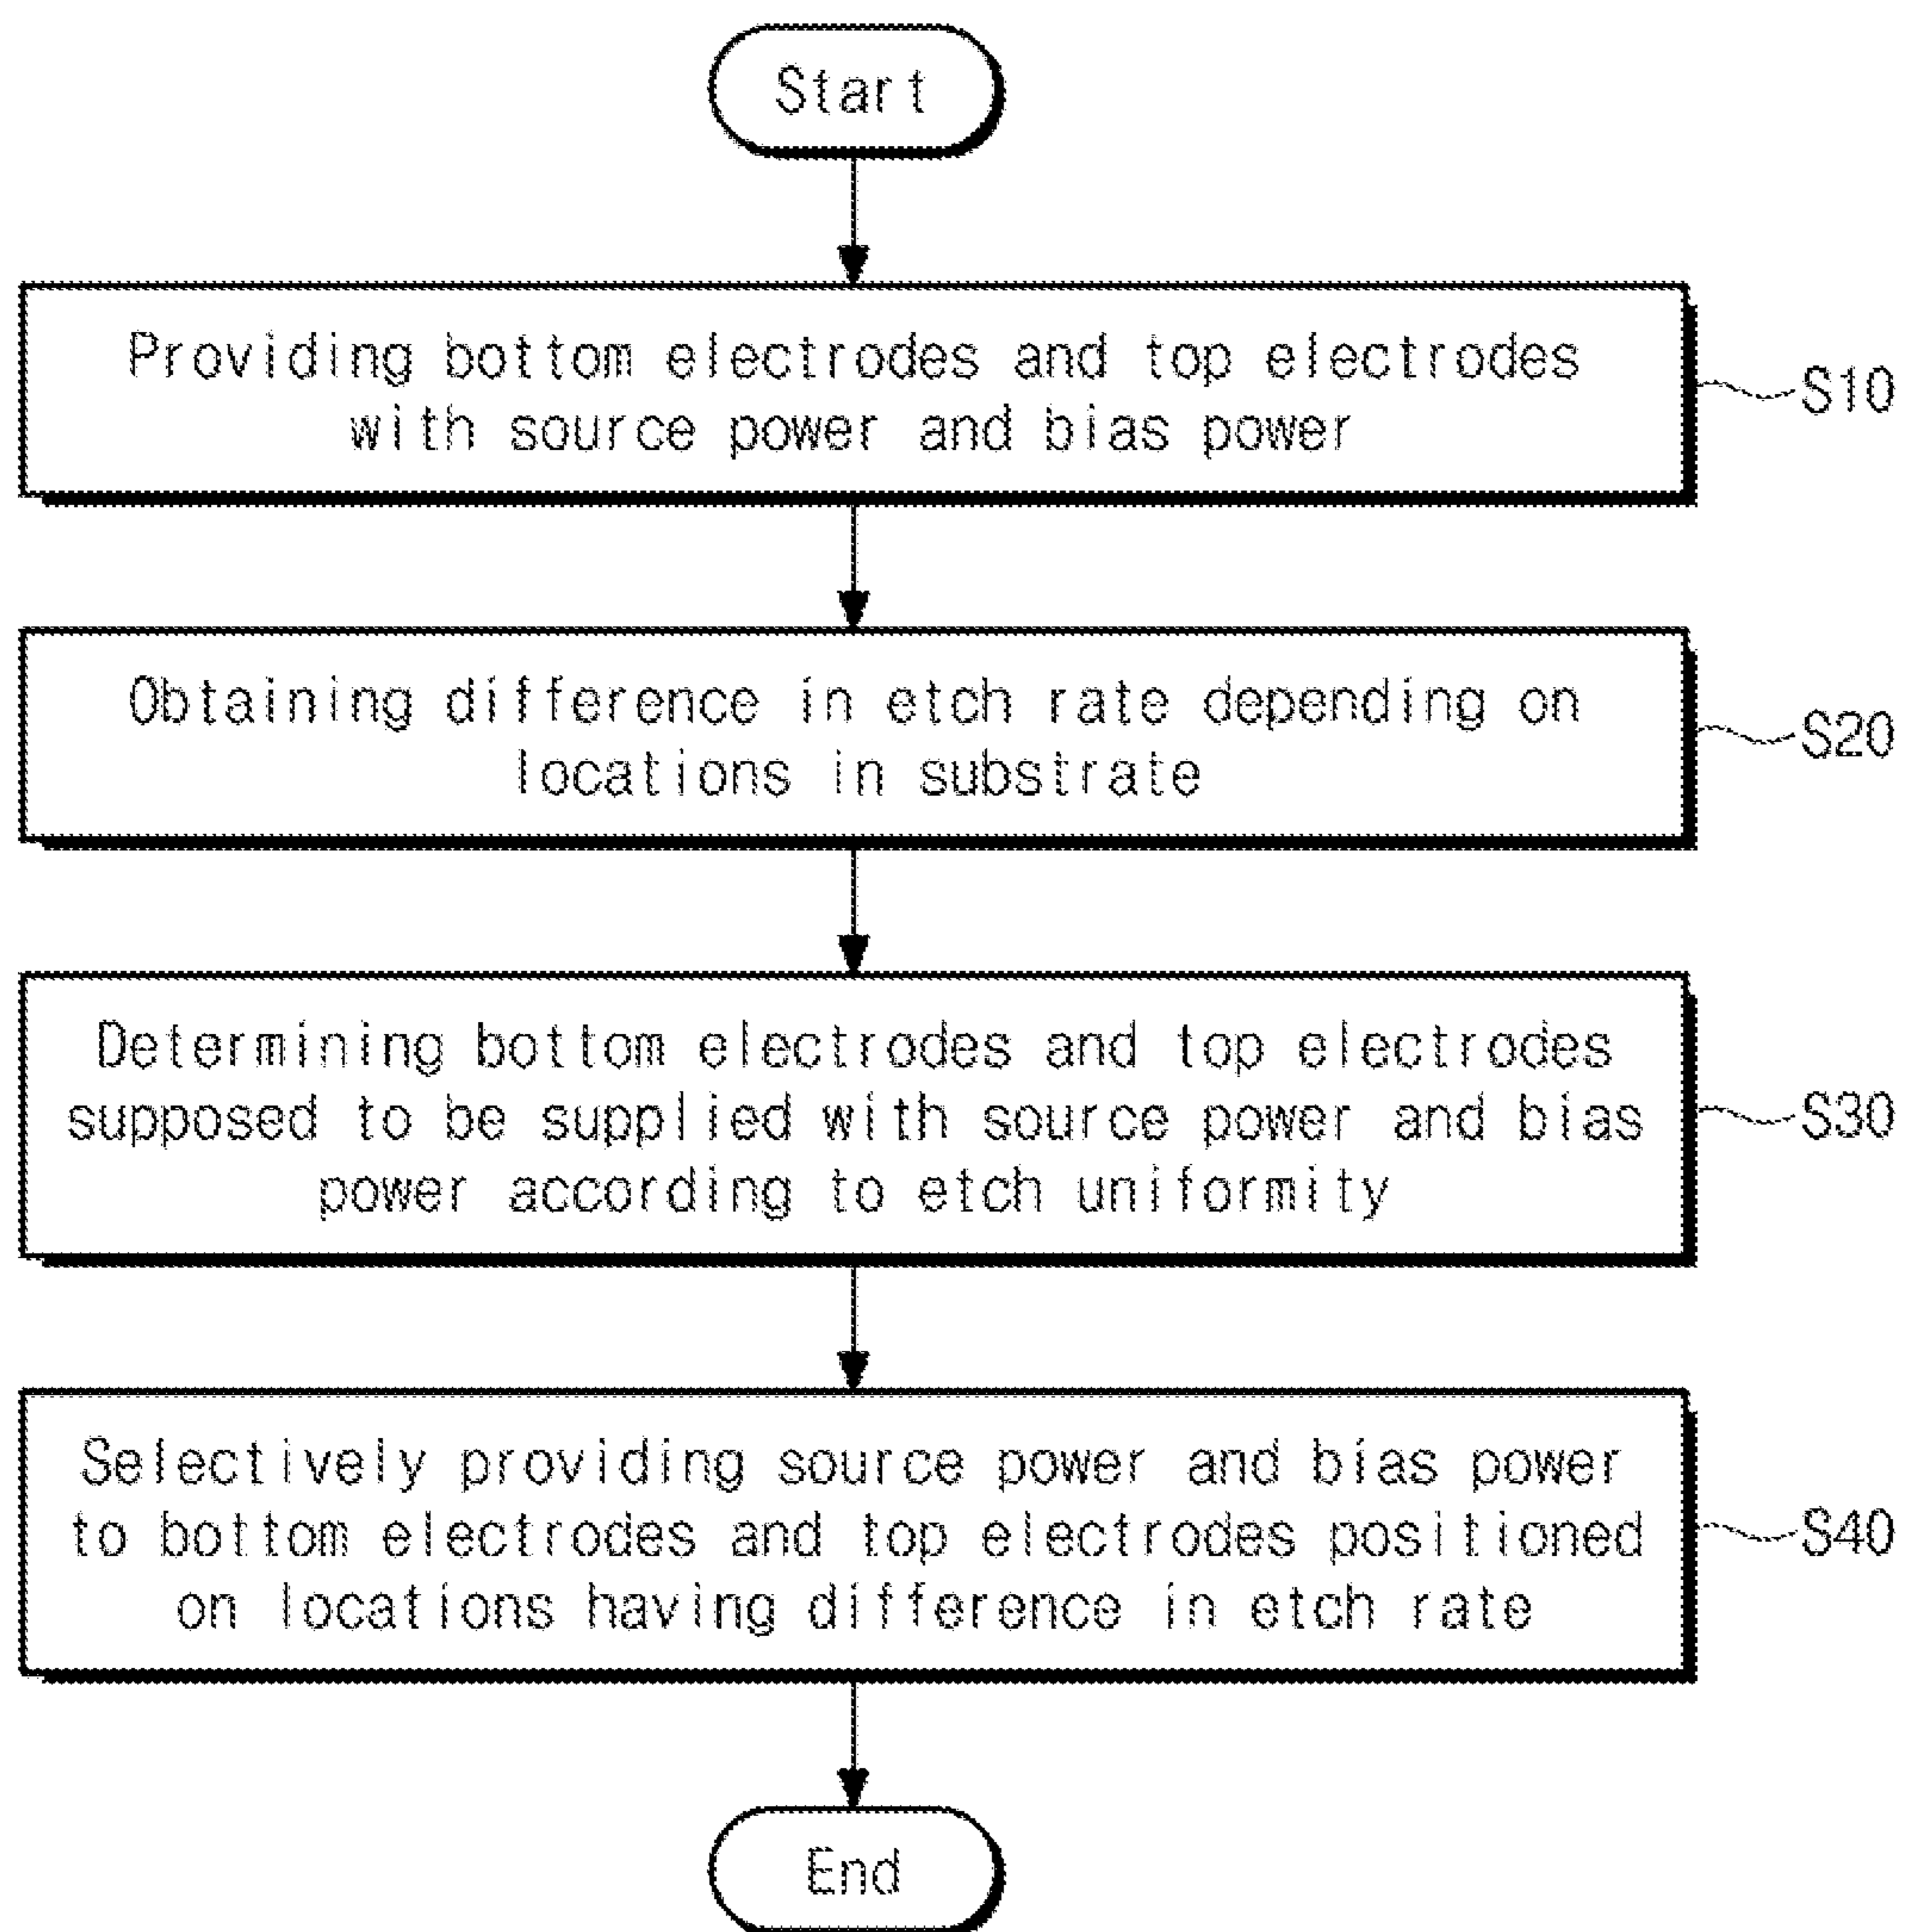 Start
Providing bottom electrodes and top electrodes
with source power and bias power
S10
Obtaining difference in etch rate depending on
locations in substrate
S20
Determining bottom electrodes and top electrodes
supposed to be supplied with source power and bias
power according to etch uniformity
S30
Selectively providing source power and bias power
to bottom electrodes and top electrodes positioned
on locations having difference in etch rate
S40
End